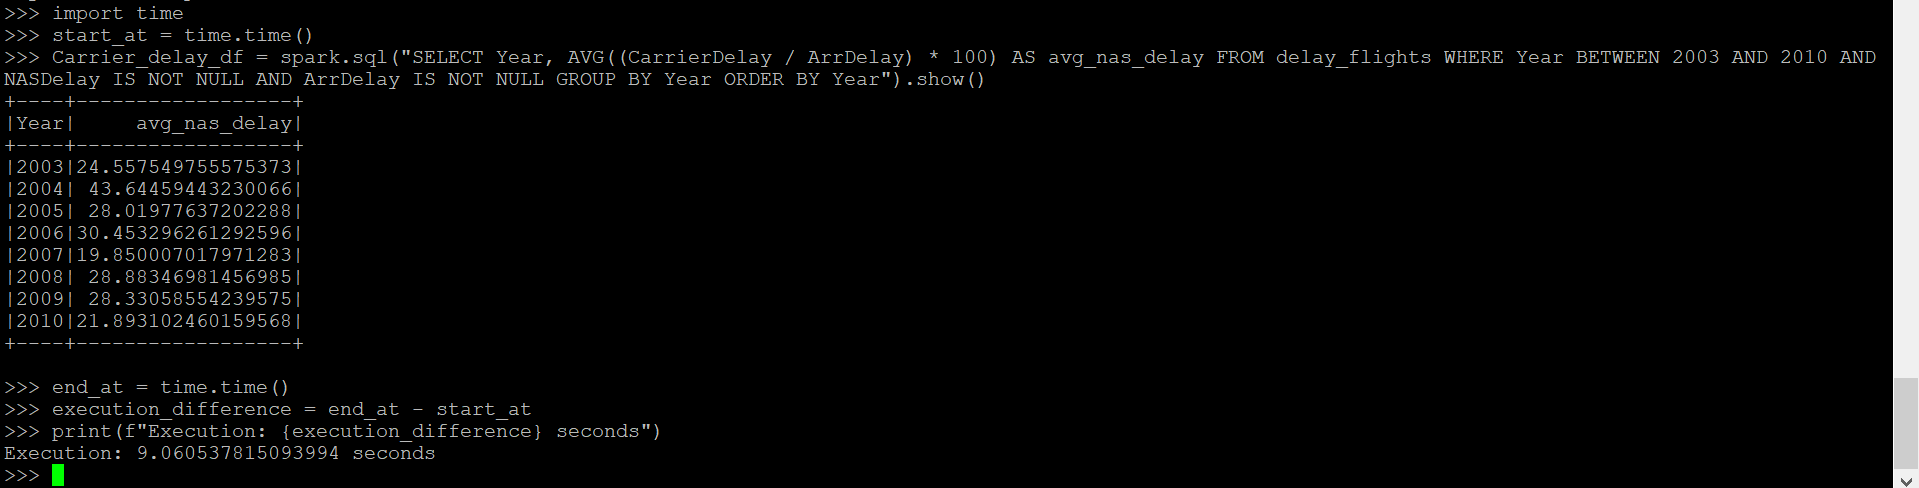 >>> import time
>>> start_at = time.time()
>>> Carrier_delay_df = spark.sql("SELECT Year, AVG((CarrierDelay / ArrDelay) * 100) AS avg_nas_delay FROM delay_flights WHERE Year BETWEEN 2003 AND 2010 AND
NASDelay IS NOT NULL AND ArrDelay IS NOT NULL GROUP BY Year ORDER BY Year").show()
+----+------------------+
|Year|     avg_nas_delay|
+----+------------------+
|2003|24.557549755575373|
|2004| 43.64459443230066|
|2005| 28.01977637202288|
|2006|30.453296261292596|
|2007|19.850007017971283|
|2008| 28.88346981456985|
|2009| 28.33058554239575|
|2010|21.893102460159568|
+----+------------------+
>>> end_at = time.time()
>>> execution_difference = end_at - start_at
>>> print(f"Execution: {execution_difference} seconds")
Execution: 9.060537815093994 seconds
>>>